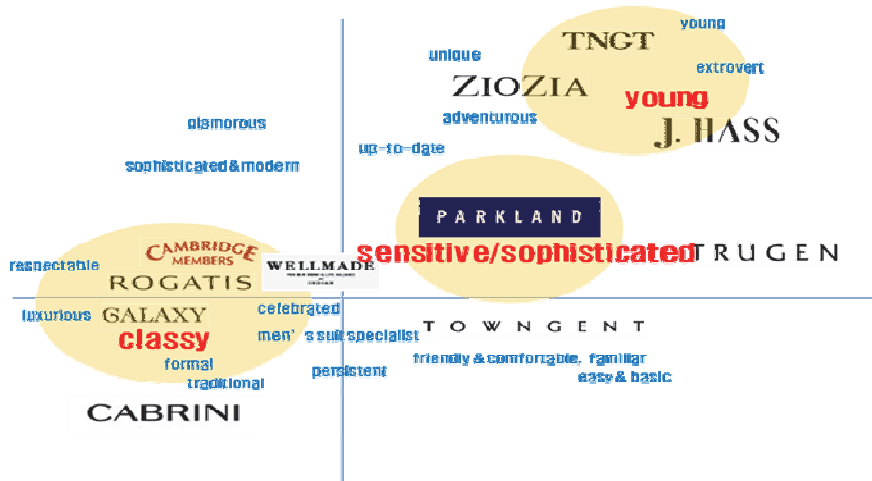 young
TNGT
unique
extrovert
ZIOZIA
young
adventurous
glamorous
J. HASS
up-to-date
sophisticated&modern
PARKLAND
CAMBRIDGE
MEMBERS
sensitive/sophisticated
TRUGEN
respectable
WELLMADE
ROGATIS
celebrated
luxurious
GALAXY
TOWNGENT
classy
men's suit specialist
friendly & comfortable, familiar
formal
persistent
easy & basic
traditional
CABRINI